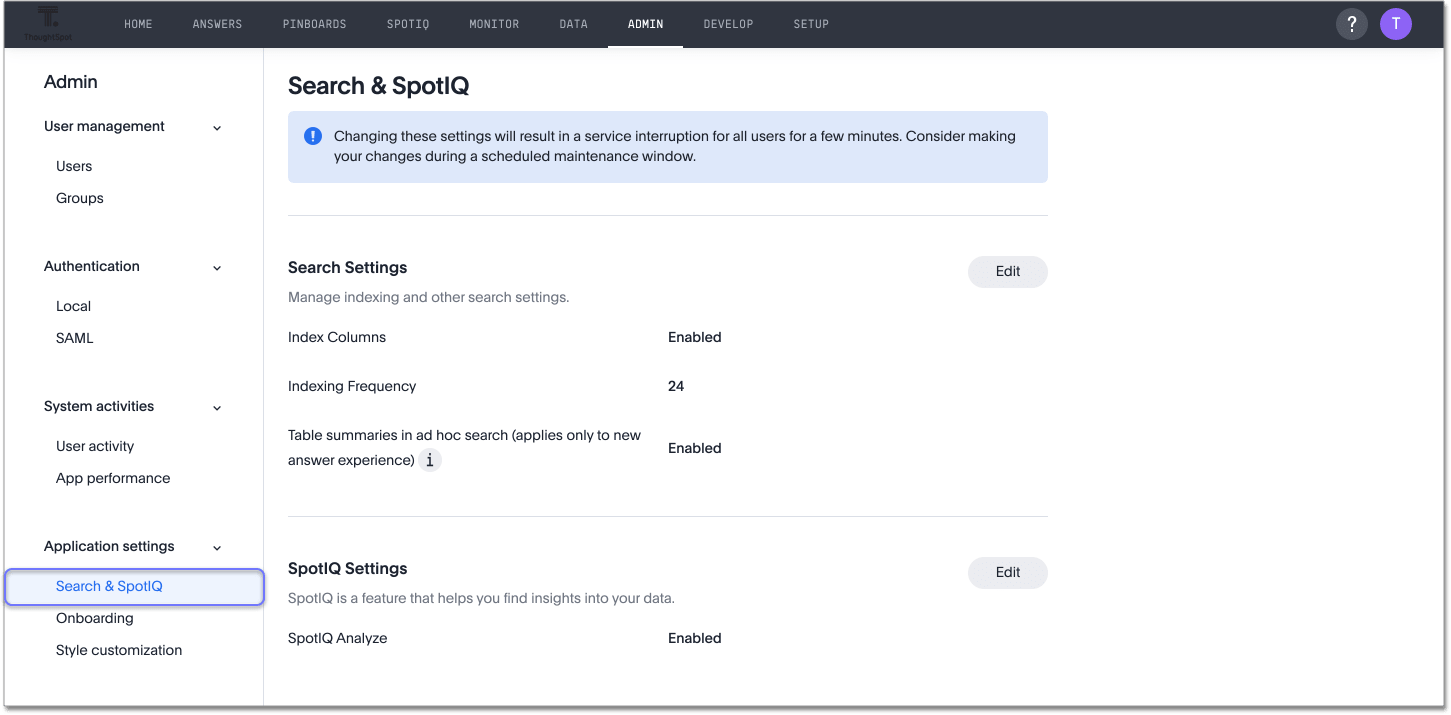 ThoughtSpot
HOME ANSWERS PINBOARDS SPOTIQ MONITOR DATA ADMIN DEVELOP SETUP ? T
Admin
User management
Users
Groups
Authentication
Local
SAML
System activities
User activity
App performance
Application settings
Search & SpotIQ
Onboarding
Style customization
Search & SpotIQ
! Changing these settings will result in a service interruption for all users for a few minutes. Consider making
your changes during a scheduled maintenance window.
Search Settings Edit
Manage indexing and other search settings.
Index Columns Enabled
Indexing Frequency 24
Table summaries in ad hoc search (applies only to new
answer experience) i Enabled
SpotIQ Settings Edit
SpotIQ is a feature that helps you find insights into your data.
SpotIQ Analyze Enabled